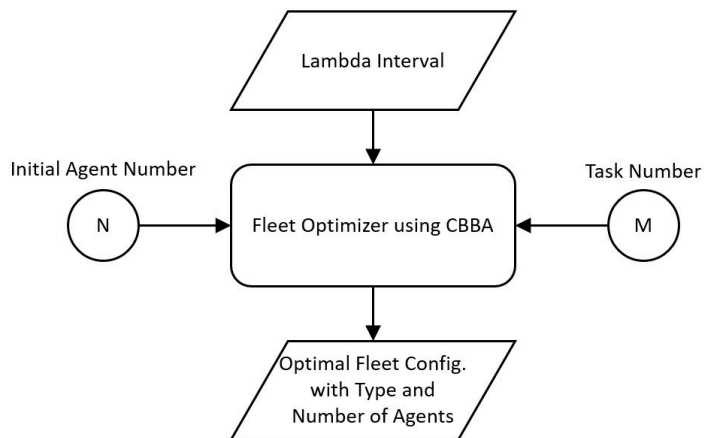 Lambda Interval
Initial Agent Number
Task Number
N
Fleet Optimizer using CBBA
M
Optimal Fleet Config.
with Type and
Number of Agents